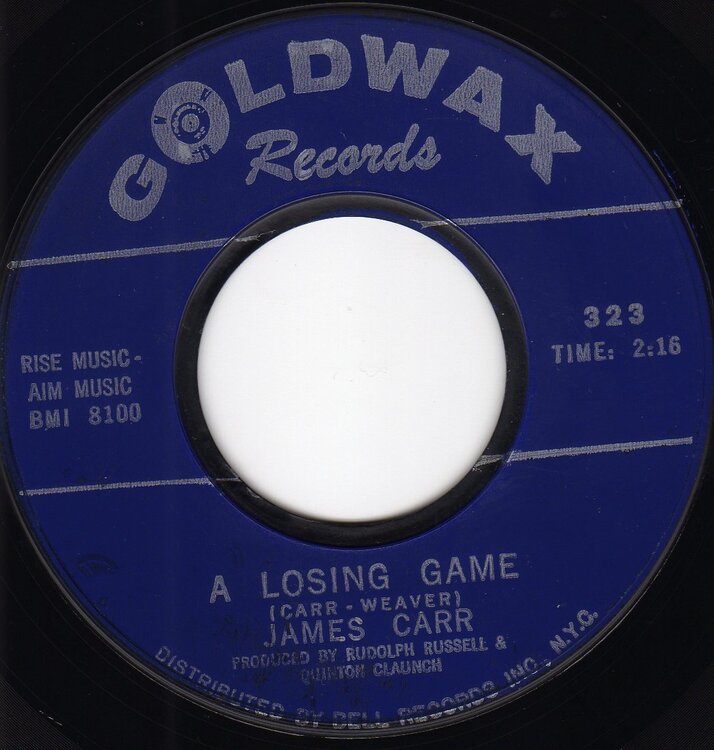 GOLDWAX
Records
RISE MUSIC-
AIM MUSIC
BMI 8100
323
TIME: 2:16
A LOSING GAME
(CARR-WEAVER)
JAMES CARR
PRODUCED BY RUDOLPH RUSSELL &
QUINTON CLAUNCH
DISTRIBUTED BY BELL RECORDS INC., N.Y.C.